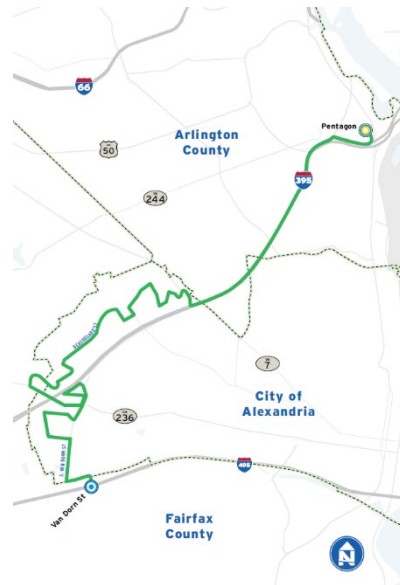 66
Pentagon
Arlington
County
50
395
244
7
City of
Alexandria
236
495
Van Dorn St
Fairfax
County
N